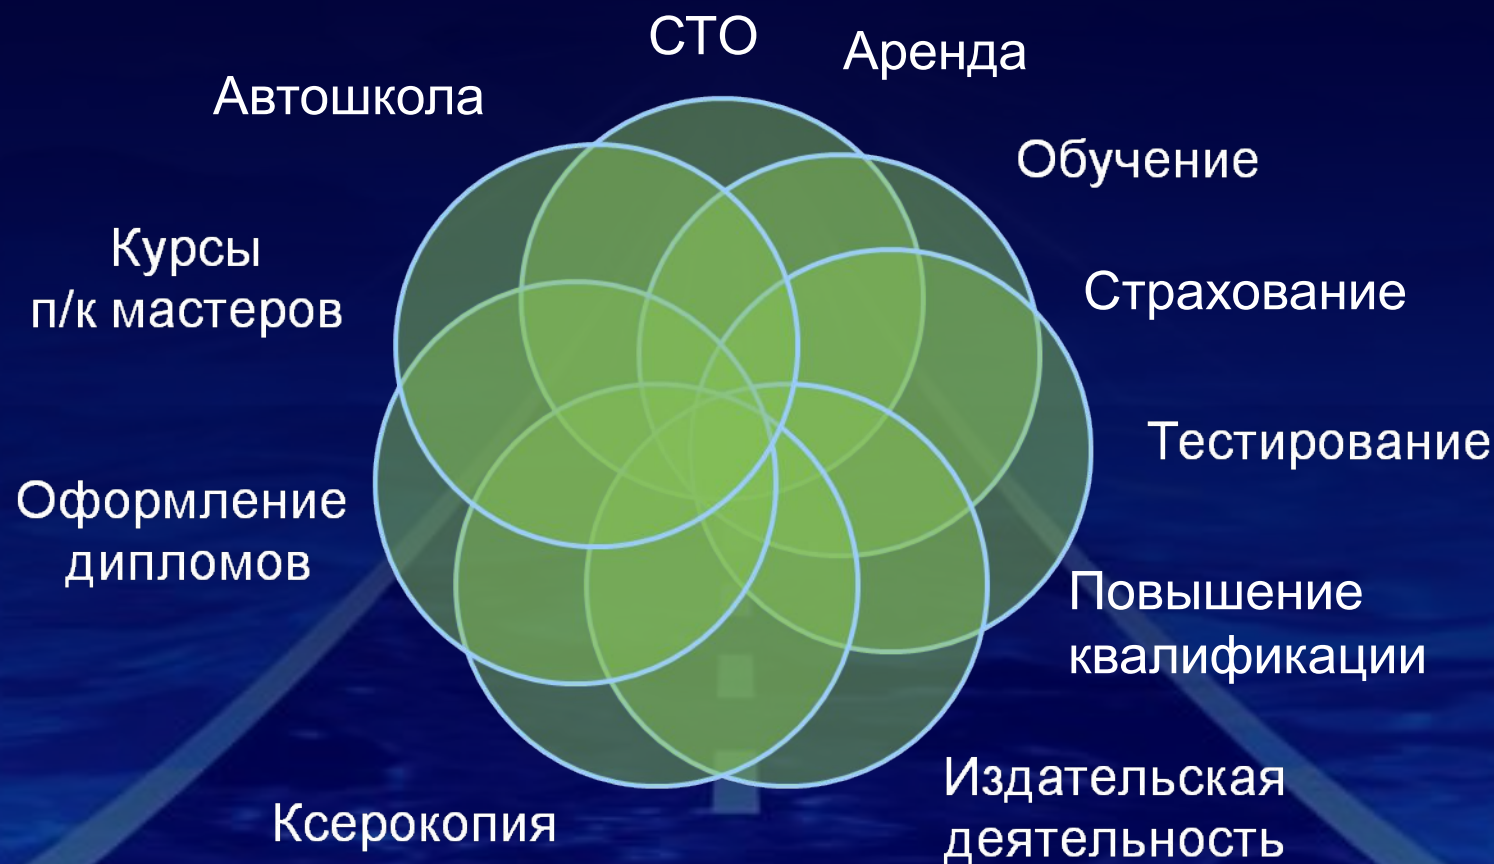 СТО
Аренда
Автошкола
Обучение
Курсы
п/к мастеров
Страхование
Тестирование
Оформление
дипломов
Повышение
квалификации
Издательская
деятельность
Ксерокопия